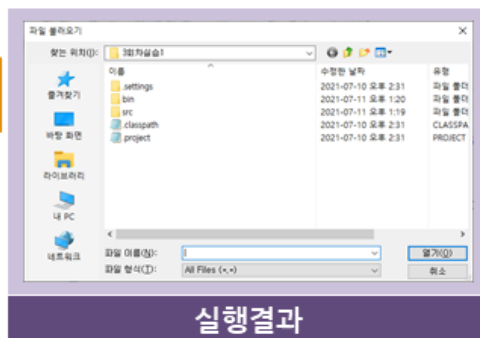 파일 불러오기
찾는 위치(I): 3회차실습1
이름 수정한 날짜 유형
.settings 2021-07-10 오후 2:31 파일 폴더
bin 2021-07-11 오후 1:20 파일 폴더
src 2021-07-11 오후 1:19 파일 폴더
.classpath 2021-07-10 오후 2:31 CLASSPA
.project 2021-07-10 오후 2:31 PROJECT
즐겨찾기
바탕 화면
라이브러리
내 PC
네트워크
파일 이름(N): 열기(O)
파일 형식(T): All Files (*.*) 취소
실행결과